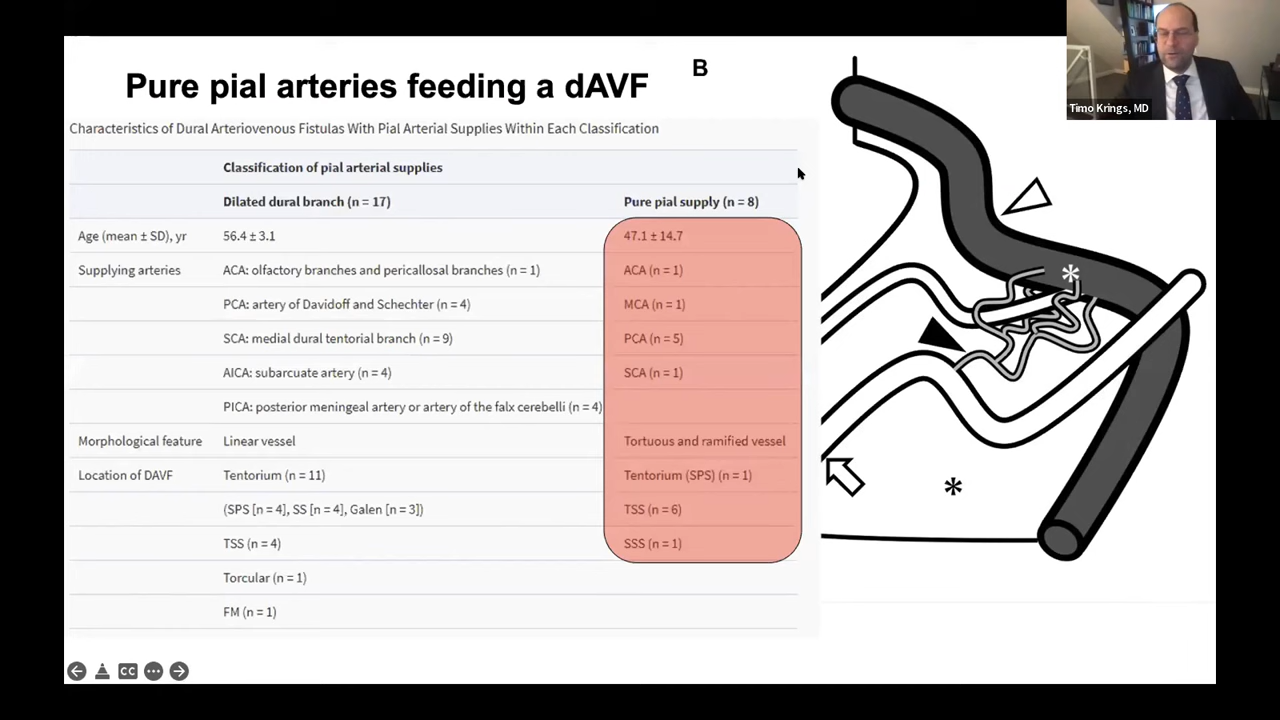 Pure pial arteries feeding a dAVF
B
Timo Krings, MD
Characteristics of Dural Arteriovenous Fistulas With Pial Arterial Supplies Within Each Classification
Classification of pial arterial supplies
Dilated dural branch (n = 17) Pure pial supply (n = 8)
Age (mean ± SD), yr 56.4 ± 3.1 47.1 ± 14.7
Supplying arteries ACA: olfactory branches and pericallosal branches (n = 1) ACA (n = 1)
PCA: artery of Davidoff and Schechter (n = 4) MCA (n = 1)
SCA: medial dural tentorial branch (n = 9) PCA (n = 5)
AICA: subarcuate artery (n = 4) SCA (n = 1)
PICA: posterior meningeal artery or artery of the falx cerebelli (n = 4)
Morphological feature Linear vessel Tortuous and ramified vessel
Location of DAVF Tentorium (n = 11) Tentorium (SPS) (n = 1)
(SPS [n = 4], SS [n = 4], Galen [n = 3]) TSS (n = 6)
TSS (n = 4) SSS (n = 1)
Torcular (n = 1)
FM (n = 1)
*
*
CC